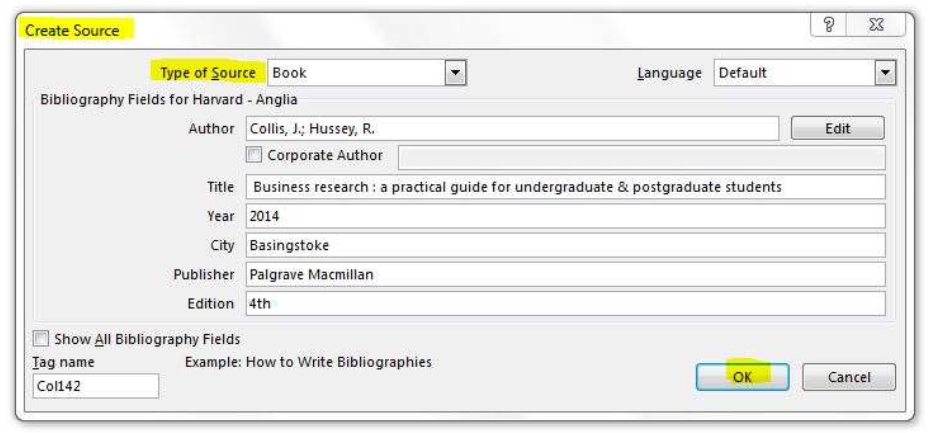 Create Source
Type of Source Book Language Default
Bibliography Fields for Harvard - Anglia
Author Collis, J.; Hussey, R. Edit
Corporate Author
Title Business research : a practical guide for undergraduate & postgraduate students
Year 2014
City Basingstoke
Publisher Palgrave Macmillan
Edition 4th
Show All Bibliography Fields
Tag name Example: How to Write Bibliographies
Col142 OK Cancel